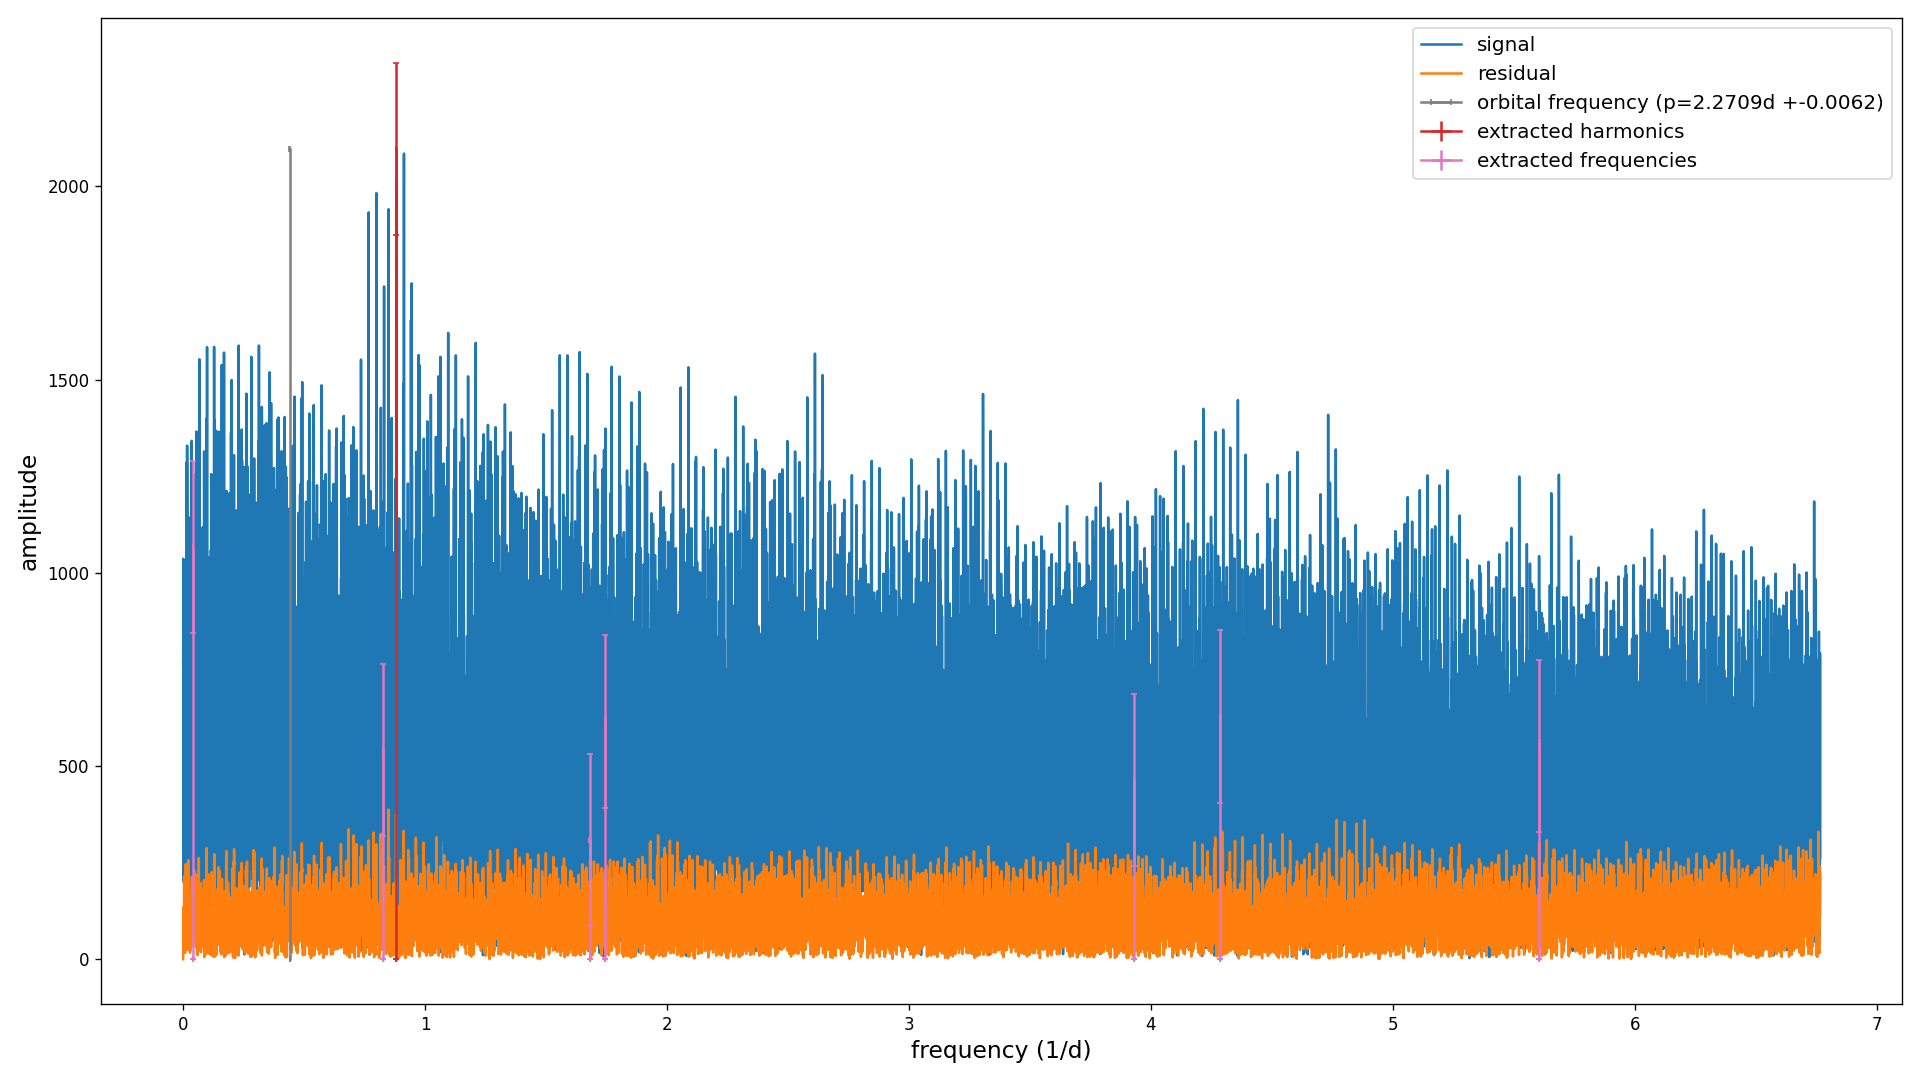 signal
residual
orbital frequency (p=2.2709d +-0.0062)
extracted harmonics
extracted frequencies
amplitude
2000
1500
1000
500
0
0 1 2 3 4 5 6 7
frequency (1/d)